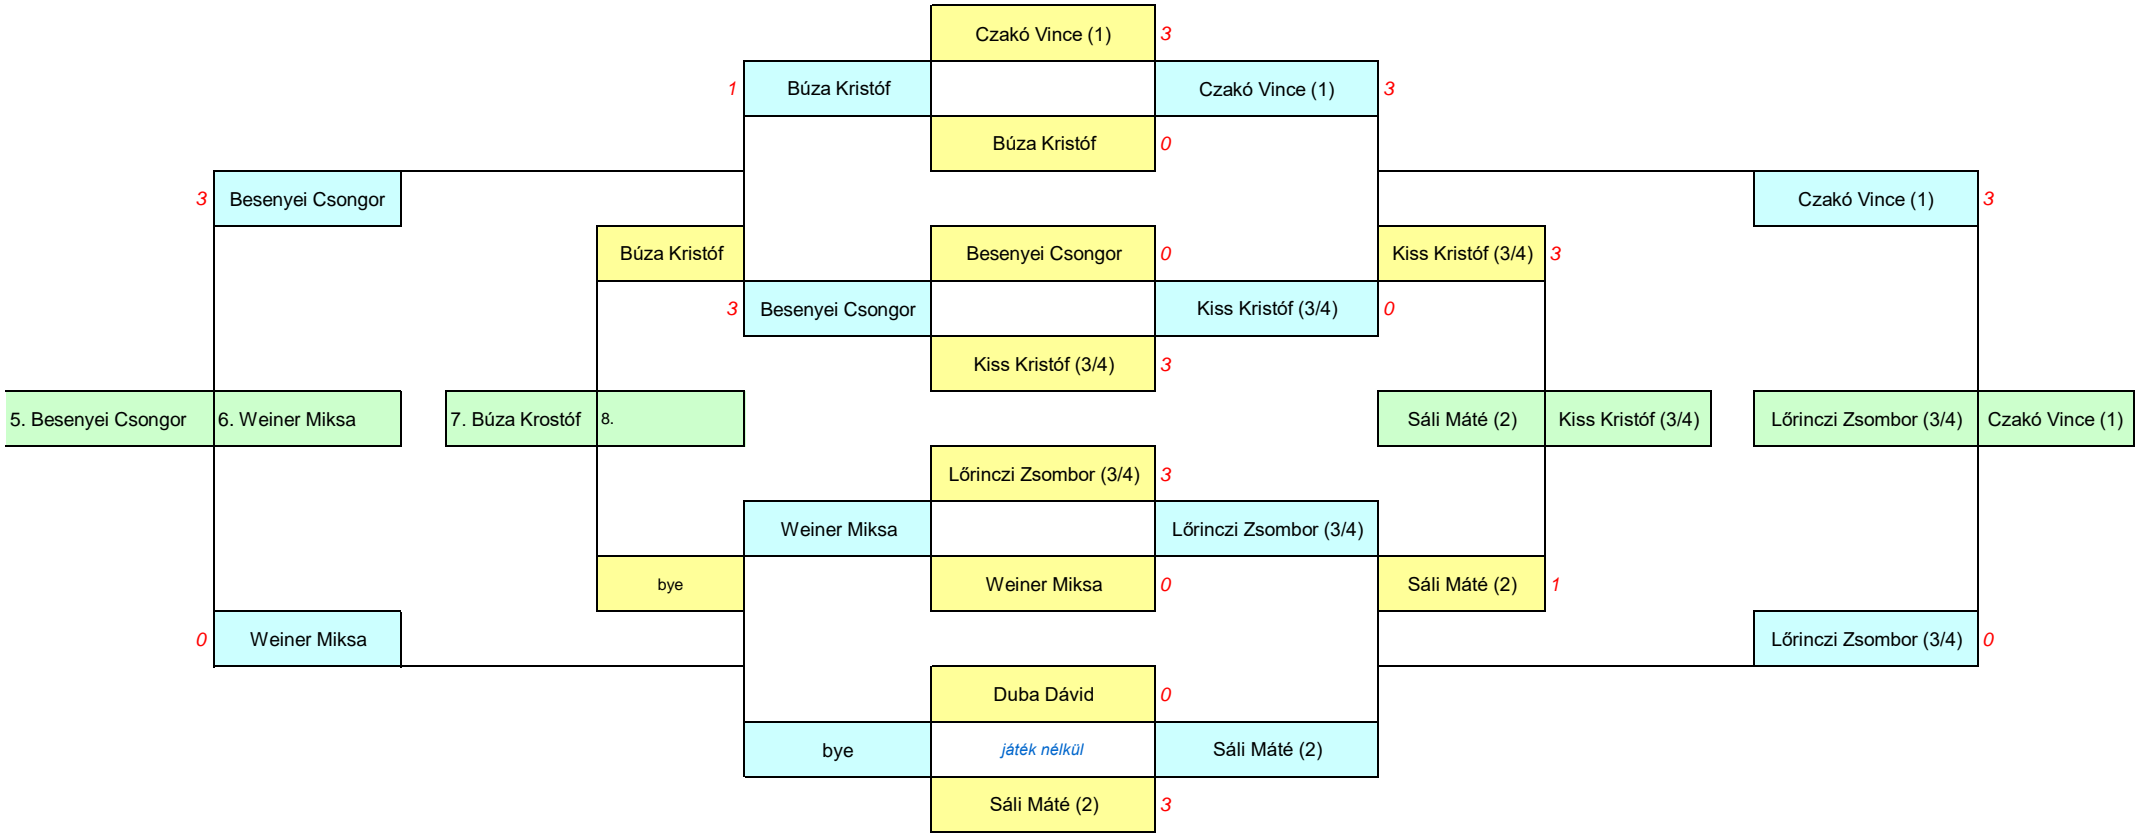 Czakó Vince (1) 3
1 Búza Kristóf Czakó Vince (1) 3
Búza Kristóf 0
3 Besenyei Csongor Czakó Vince (1) 3
Búza Kristóf Besenyei Csongor 0 Kiss Kristóf (3/4) 3
3 Besenyei Csongor Kiss Kristóf (3/4) 0
Kiss Kristóf (3/4) 3
5. Besenyei Csongor 6. Weiner Miksa 7. Búza Krostóf 8. Sáli Máté (2) Kiss Kristóf (3/4) Lőrinczi Zsombor (3/4) Czakó Vince (1)
Lőrinczi Zsombor (3/4) 3
Weiner Miksa Lőrinczi Zsombor (3/4)
bye Weiner Miksa 0 Sáli Máté (2) 1
0 Weiner Miksa Lőrinczi Zsombor (3/4) 0
Duba Dávid 0
bye játék nélkül Sáli Máté (2)
Sáli Máté (2) 3